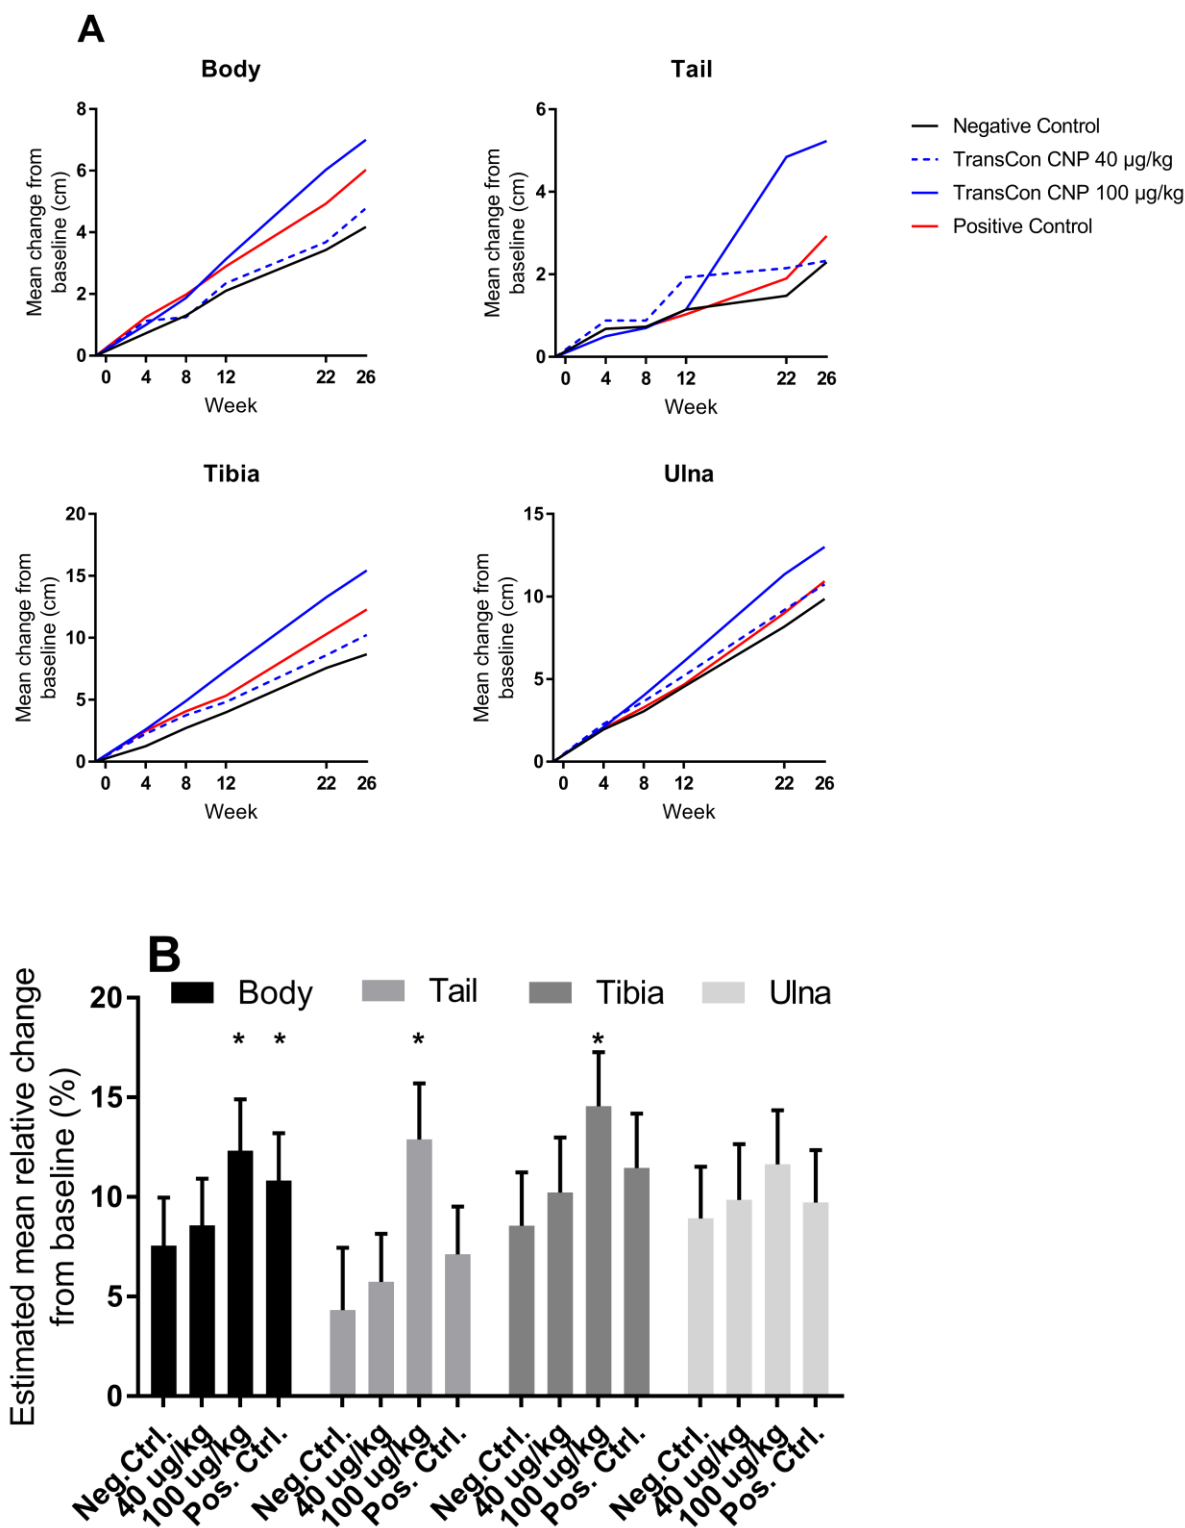 A
Body
Tail
8
6
4
2
0
Mean change from
baseline (cm)
0 4 8 12 22 26
Week
6
4
2
0
Mean change from
baseline (cm)
0 4 8 12 22 26
Week
Negative Control
TransCon CNP 40 µg/kg
TransCon CNP 100 µg/kg
Positive Control
Tibia
Ulna
20
15
10
5
0
Mean change from
baseline (cm)
0 4 8 12 22 26
Week
15
10
5
0
Mean change from
baseline (cm)
0 4 8 12 22 26
Week
B
Body Tail Tibia Ulna
Estimated mean relative change
from baseline (%)
20
15
10
5
0
* * * *
Neg.Ctrl.
40 ug/kg
100 ug/kg
Pos. Ctrl.
Neg.Ctrl.
40 ug/kg
100 ug/kg
Pos. Ctrl.
Neg.Ctrl.
40 ug/kg
100 ug/kg
Pos. Ctrl.
Neg.Ctrl.
40 ug/kg
100 ug/kg
Pos. Ctrl.